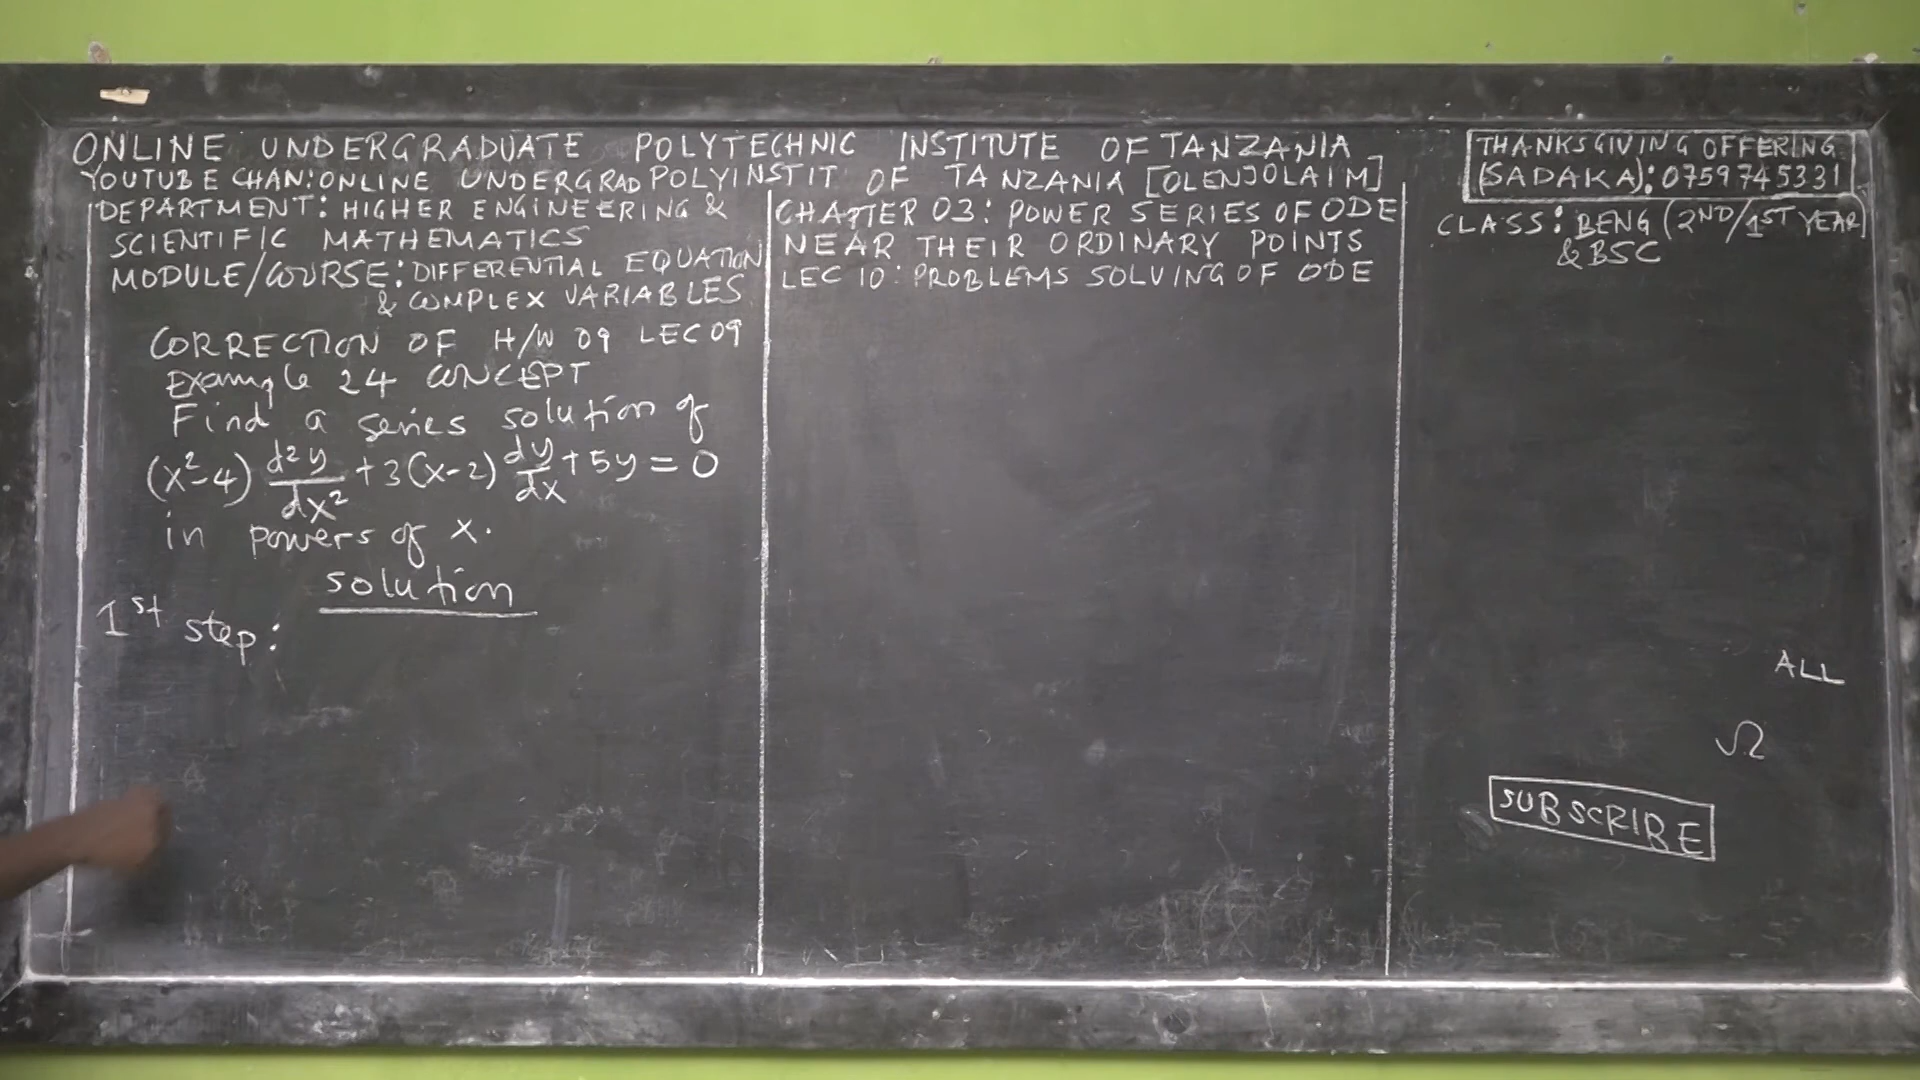 ONLINE UNDERGRADUATE POLYTECHNIC INSTITUTE OF TANZANIA
YOUTUBE CHAN: ONLINE UNDERGRAD POLYINSTIT OF TANZANIA [OLENJOLAIM]
DEPARTMENT: HIGHER ENGINEERING &
SCIENTIFIC MATHEMATICS
MODULE/COURSE: DIFFERENTIAL EQUATION
& COMPLEX VARIABLES
CORRECTION OF H/W 09 LEC 09
Example 24 CONCEPT
Find a series solution of
(x²-4) d²y/dx² + 3(x-2) dy/dx + 5y = 0
in powers of x.
solution
1st step:
CHAPTER 03: POWER SERIES OF ODE
NEAR THEIR ORDINARY POINTS
LEC 10: PROBLEMS SOLVING OF ODE
THANKSGIVING OFFERING
(SADAKA): 0759745331
CLASS: BENG (2ND/1ST YEAR)
& BSC
ALL
Ω
SUBSCRIBE